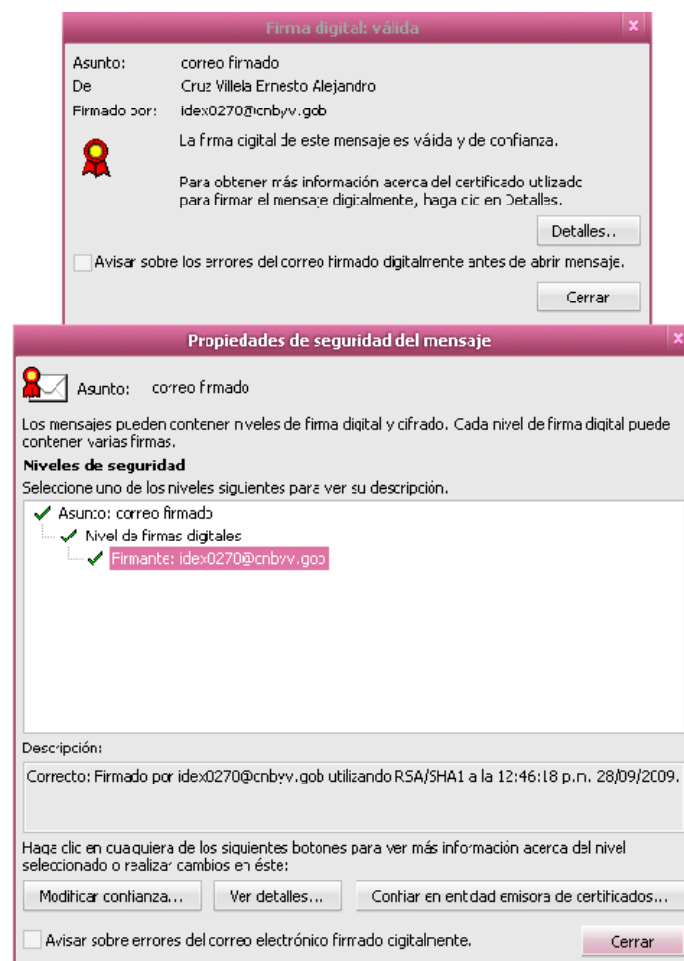 Firma digital: válida
Asunto: correo firmado
De Cruz Villela Ernesto Alejandro
Firmado por: idex0270@cnbyv.gob
La firma digital de este mensaje es válida y de confianza.
Para obtener más información acerca del certificado utilizado
para firmar el mensaje digitalmente, haga clic en Detalles.
Detalles..
Avisar sobre los errores del correo firmado digitalmente antes de abrir mensaje.
Cerrar
Propiedades de seguridad del mensaje
Asunto: correo firmado
Los mensajes pueden contener niveles de firma digital y cifrado. Cada nivel de firma digital puede
contener varias firmas.
Niveles de seguridad
Seleccione uno de los niveles siguientes para ver su descripción.
Asunto: correo firmado
Nivel de firmas digitales
Firmante: idex0270@cnbyv.gob
Descripción:
Correcto: Firmado por idex0270@cnbyv.gob utilizando RSA/SHA1 a la 12:46:18 p.m. 28/09/2009.
Haga clic en cualquiera de los siguientes botones para ver más información acerca del nivel
seleccionado o realizar cambios en éste:
Modificar confianza... Ver detalles... Confiar en entidad emisora de certificados...
Avisar sobre errores del correo electrónico firmado digitalmente.
Cerrar